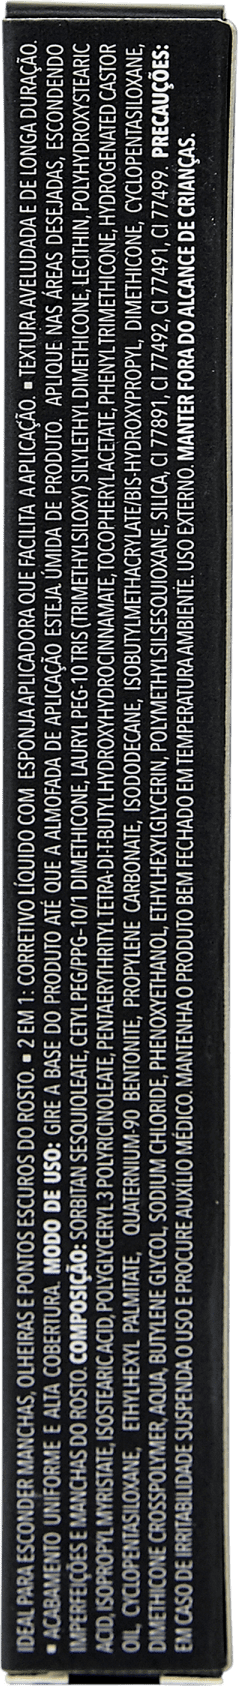 IDEAL PARA ESCONDER MANCHAS, OLHEIRAS E PONTOS ESCUROS DO ROSTO. ▪ 2 EM 1: CORRETIVO LÍQUIDO COM ESPONJA APLICADORA QUE FACILITA A APLICAÇÃO. ▪ TEXTURA AVELUDADA E DE LONGA DURAÇÃO.
▪ ACABAMENTO UNIFORME E ALTA COBERTURA. MODO DE USO: GIRE A BASE DO PRODUTO ATÉ QUE A ALMOFADA DE APLICAÇÃO ESTEJA ÚMIDA DE PRODUTO. APLIQUE NAS ÁREAS DESEJADAS, ESCONDENDO
IMPERFEIÇÕES E MANCHAS DO ROSTO. COMPOSIÇÃO: SORBITAN SESQUIOLEATE, CETYL PEG/PPG-10/1 DIMETHICONE, LAURYL PEG-10 TRIS (TRIMETHYLSILOXY) SILYLETHYL DIMETHICONE, LECITHIN, POLYHYDROXYSTEARIC
ACID, ISOPROPYL MYRISTATE, ISOSTEARIC ACID, POLYGLYCERYL 3 POLYRICINOLEATE, PENTAERYTHRITYL TETRA-DI-T-BUTYL HYDROXYHYDROCINNAMATE, TOCOPHERYL ACETATE, PHENYL TRIMETHICONE, HYDROGENATED CASTOR
OIL, CYCLOPENTASILOXANE, ETHYLHEXYL PALMITATE, QUATERNIUM-90 BENTONITE, PROPYLENE CARBONATE, ISODODECANE, ISOBUTYLMETHACRYLATE/BIS-HYDROXYPROPYL DIMETHICONE, CYCLOPENTASILOXANE,
DIMETHICONE CROSSPOLYMER, AQUA, BUTYLENE GLYCOL, SODIUM CHLORIDE, PHENOXYETHANOL, ETHYLHEXYLGLYCERIN, POLYMETHYLSILSESQUIOXANE, SILICA, CI 77891, CI 77492, CI 77491, CI 77499. PRECAUÇÕES:
EM CASO DE IRRITABILIDADE SUSPENDA O USO E PROCURE AUXÍLIO MÉDICO. MANTENHA O PRODUTO BEM FECHADO EM TEMPERATURA AMBIENTE. USO EXTERNO. MANTER FORA DO ALCANCE DE CRIANÇAS.